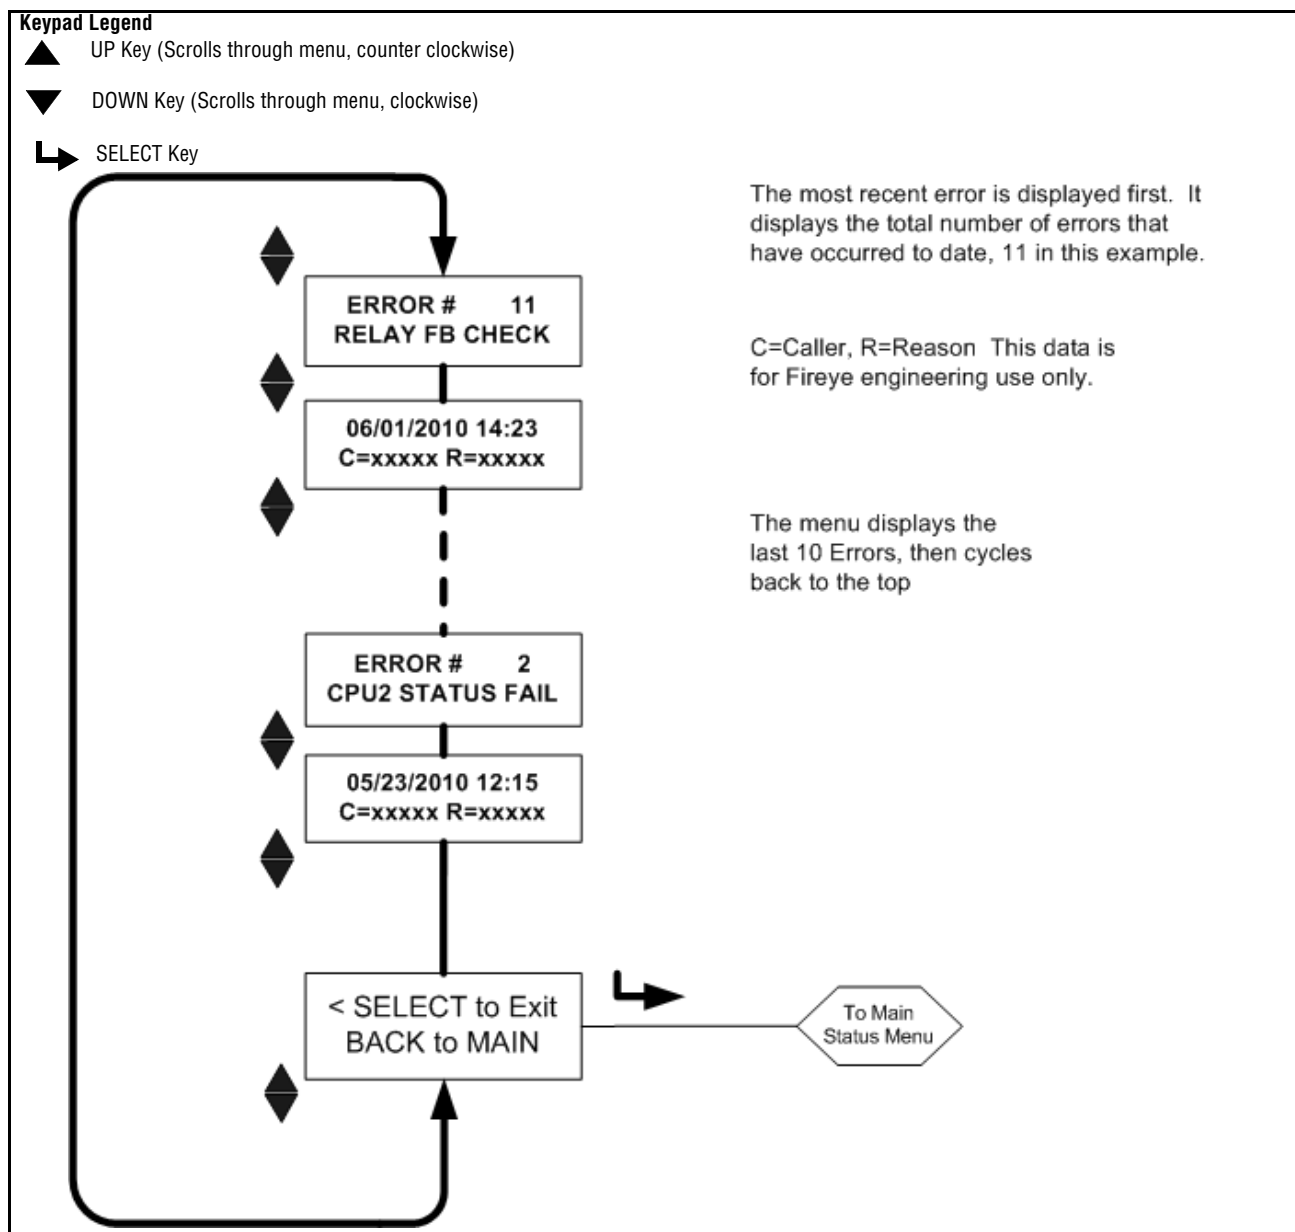 Keypad Legend
UP Key (Scrolls through menu, counter clockwise)
DOWN Key (Scrolls through menu, clockwise)
SELECT Key
The most recent error is displayed first. It
displays the total number of errors that
have occurred to date, 11 in this example.
ERROR # 11
RELAY FB CHECK
C=Caller, R=Reason This data is
for Fireye engineering use only.
06/01/2010 14:23
C=xxxxx R=xxxxx
The menu displays the
last 10 Errors, then cycles
back to the top
ERROR # 2
CPU2 STATUS FAIL
05/23/2010 12:15
C=xxxxx R=xxxxx
< SELECT to Exit
BACK to MAIN
To Main
Status Menu